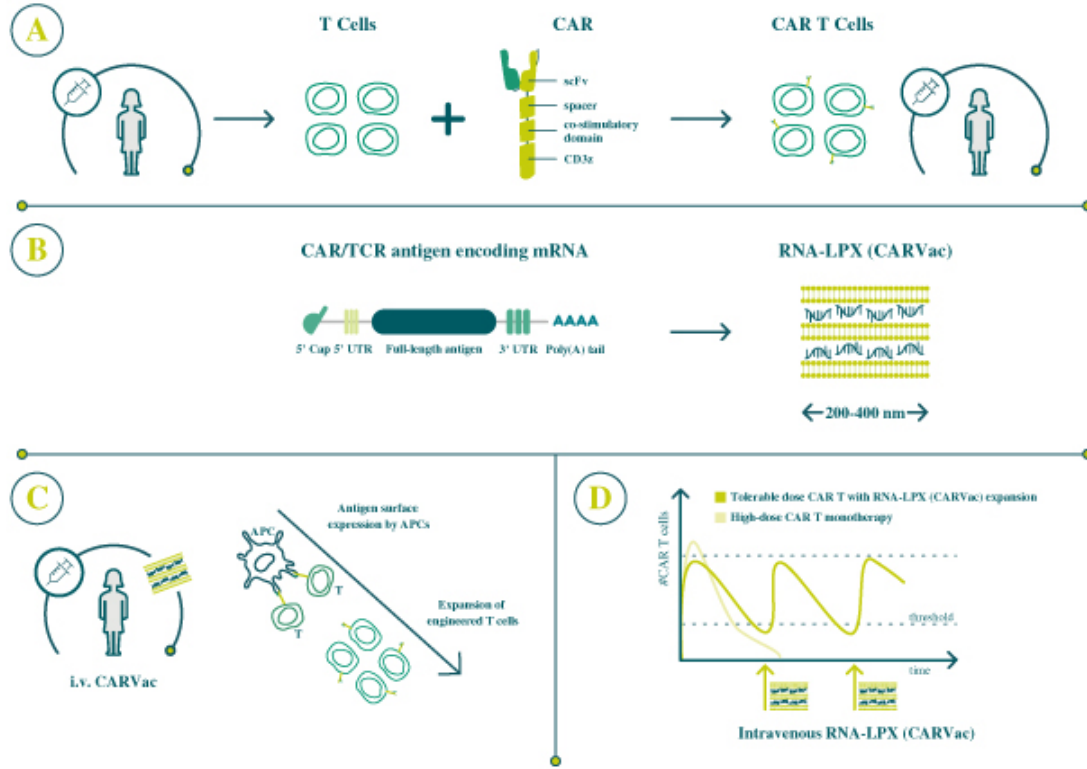 A
T Cells
CAR
CAR T Cells
scFv
spacer
co-stimulatory
domain
CD3z
B
CAR/TCR antigen encoding mRNA
RNA-LPX (CARVac)
5' Cap 5' UTR Full-length antigen 3' UTR Poly(A) tail
AAAA
200-400 nm
C
Antigen surface
expression by APCs
APC
T
T
Expansion of
engineered T cells
i.v. CARVac
D
Tolerable dose CAR T with RNA-LPX (CARVac) expansion
High-dose CAR T monotherapy
#CAR T cells
threshold
time
Intravenous RNA-LPX (CARVac)